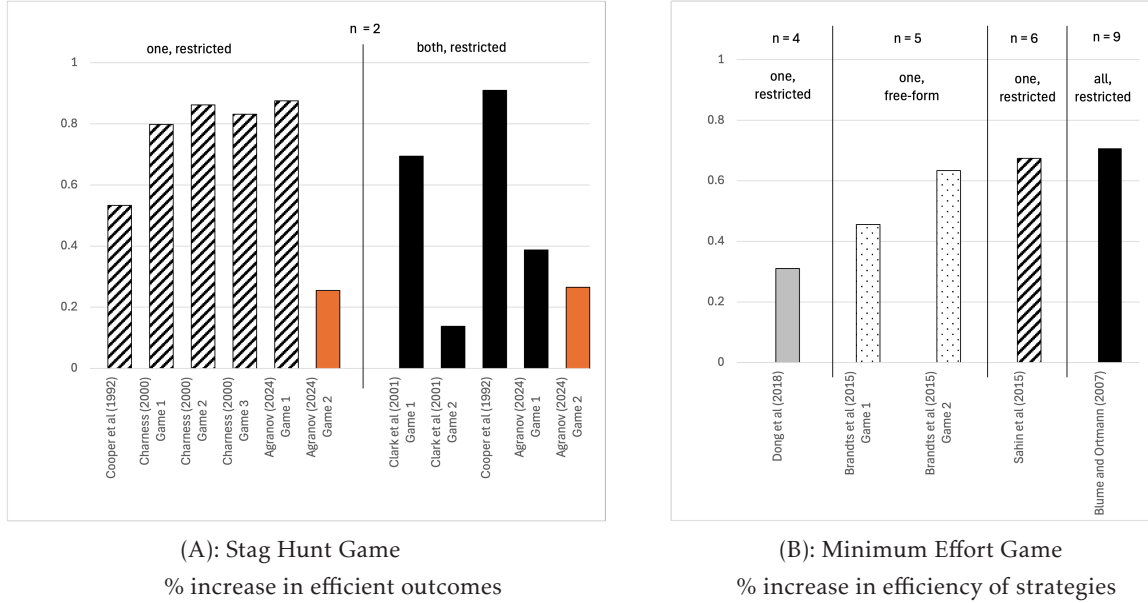 n = 2
one, restricted
both, restricted
1
0.8
0.6
0.4
0.2
0
Cooper et al (1992)
Charness (2000)
Game 1
Charness (2000)
Game 2
Charness (2000)
Game 3
Agranov (2024)
Game 1
Agranov (2024)
Game 2
Clark et al (2001)
Game 1
Clark et al (2001)
Game 2
Cooper et al (1992)
Agranov (2024)
Game 1
Agranov (2024)
Game 2
(A): Stag Hunt Game
% increase in efficient outcomes
n = 4
n = 5
n = 6
n = 9
one,
restricted
one,
free-form
one,
restricted
all,
restricted
1
0.8
0.6
0.4
0.2
0
Dong et al (2018)
Brandts et al (2015)
Game 1
Brandts et al (2015)
Game 2
Sahin et al (2015)
Blume and Ortmann (2007)
(B): Minimum Effort Game
% increase in efficiency of strategies